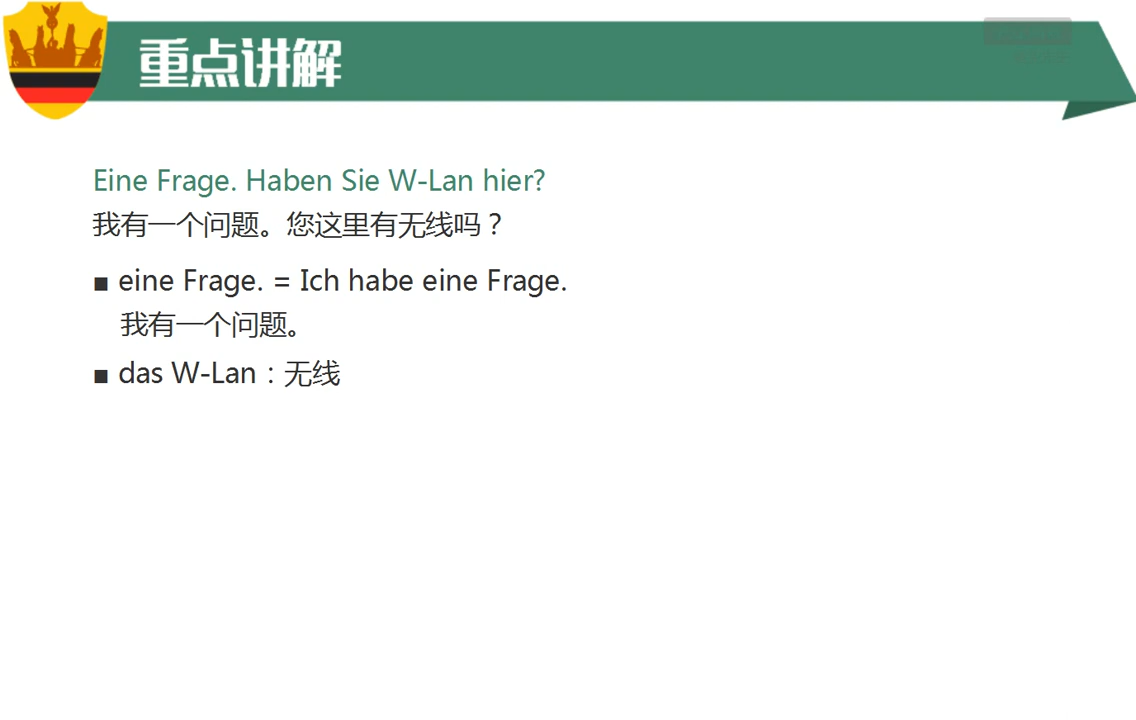 重点讲解
Eine Frage. Haben Sie W-Lan hier?
我有一个问题。您这里有无线吗？
■ eine Frage. = Ich habe eine Frage.
我有一个问题。
■ das W-Lan：无线